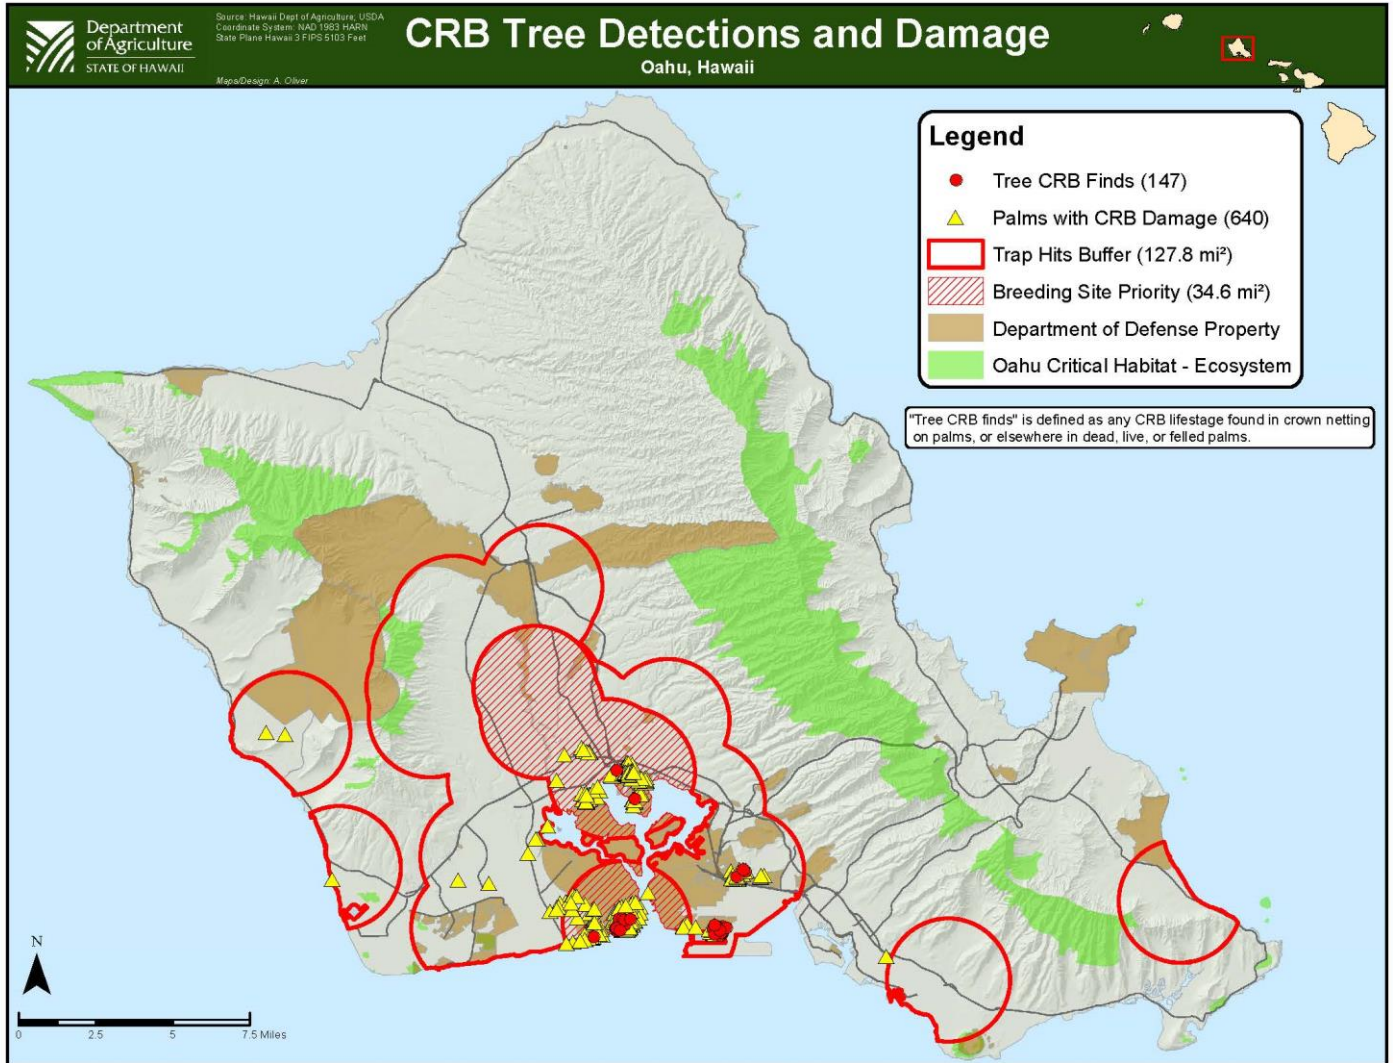 Department
of Agriculture
STATE OF HAWAII
Source: Hawaii Dept of Agriculture; USDA
Coordinate System: NAD 1983 HARN
State Plane Hawaii 3 FIPS 5103 Feet
Maps/Design: A. Oliver
CRB Tree Detections and Damage
Oahu, Hawaii
Legend
Tree CRB Finds (147)
Palms with CRB Damage (640)
Trap Hits Buffer (127.8 mi²)
Breeding Site Priority (34.6 mi²)
Department of Defense Property
Oahu Critical Habitat - Ecosystem
"Tree CRB finds" is defined as any CRB lifestage found in crown netting
on palms, or elsewhere in dead, live, or felled palms.
N
0 2.5 5 7.5 Miles